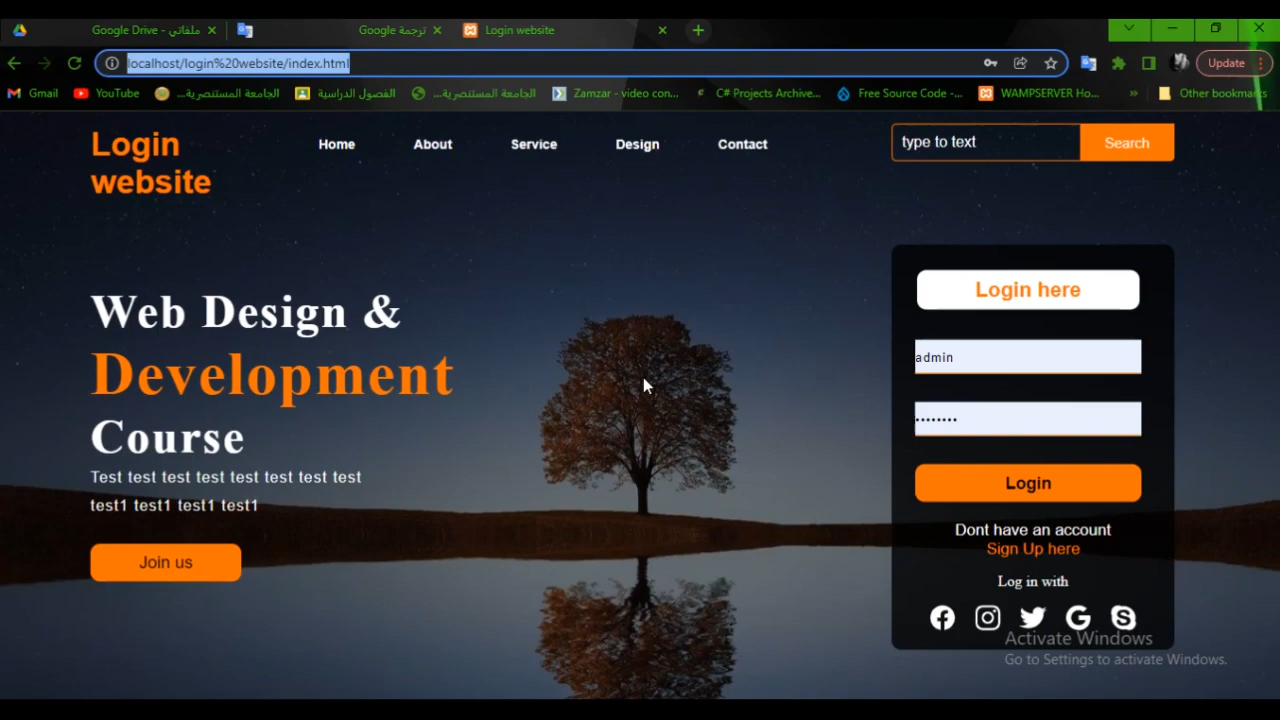 Google Drive - ملفاتي
ترجمة Google
Login website
localhost/login%20website/index.html
Update
Gmail
YouTube
الجامعة المستنصرية...
الفصول الدراسية
الجامعة المستنصرية...
Zamzar - video con...
C# Projects Archive...
Free Source Code -...
WAMPSERVER Ho...
»
Other bookmarks
Login
website
Home
About
Service
Design
Contact
type to text
Search
Web Design &
Development
Course
Test test test test test test test test
test1 test1 test1 test1
Join us
Login here
admin
••••••••
Login
Dont have an account
Sign Up here
Log in with
Activate Windows
Go to Settings to activate Windows.